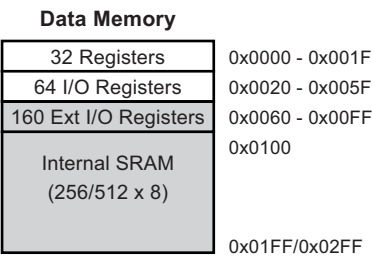 Data Memory
32 Registers 0x0000 - 0x001F
64 I/O Registers 0x0020 - 0x005F
160 Ext I/O Registers 0x0060 - 0x00FF
0x0100
Internal SRAM
(256/512 x 8)
0x01FF/0x02FF